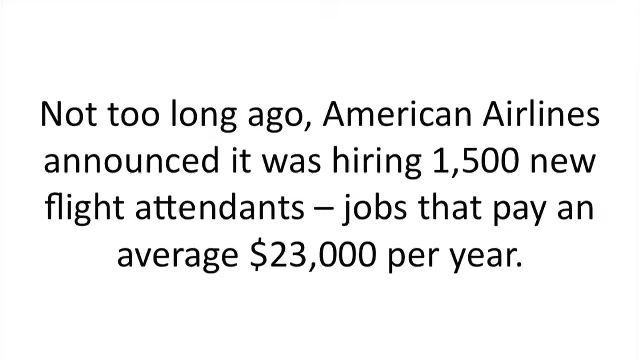 Not too long ago, American Airlines
announced it was hiring 1,500 new
flight attendants – jobs that pay an
average $23,000 per year.